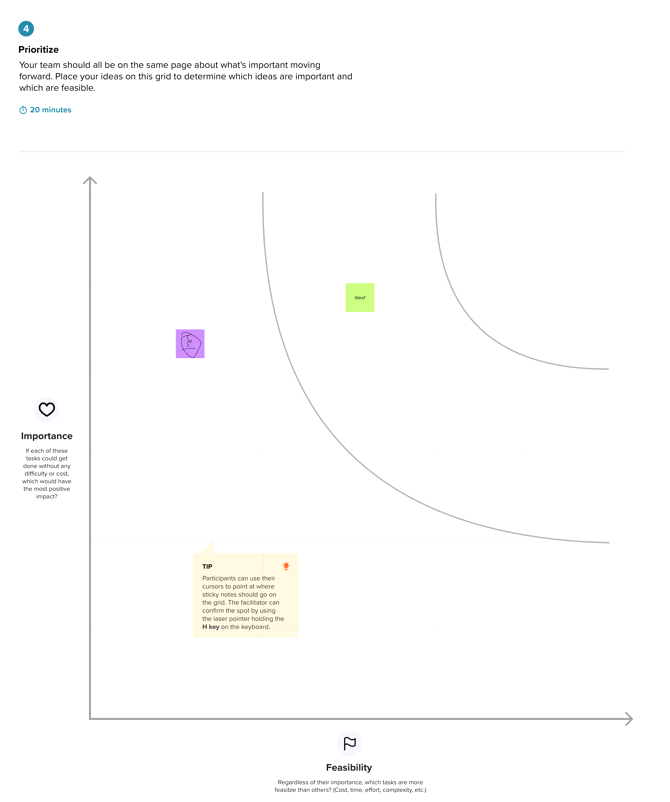 4
Prioritize
Your team should all be on the same page about what's important moving
forward. Place your ideas on this grid to determine which ideas are important and
which are feasible.
20 minutes
Idea1
Importance
If each of these
tasks could get
done without any
difficulty or cost,
which would have
the most positive
impact?
TIP
Participants can use their
cursors to point at where
sticky notes should go on
the grid. The facilitator can
confirm the spot by using
the laser pointer holding the
H key on the keyboard.
Feasibility
Regardless of their importance, which tasks are more
feasible than others? (Cost, time, effort, complexity, etc.)